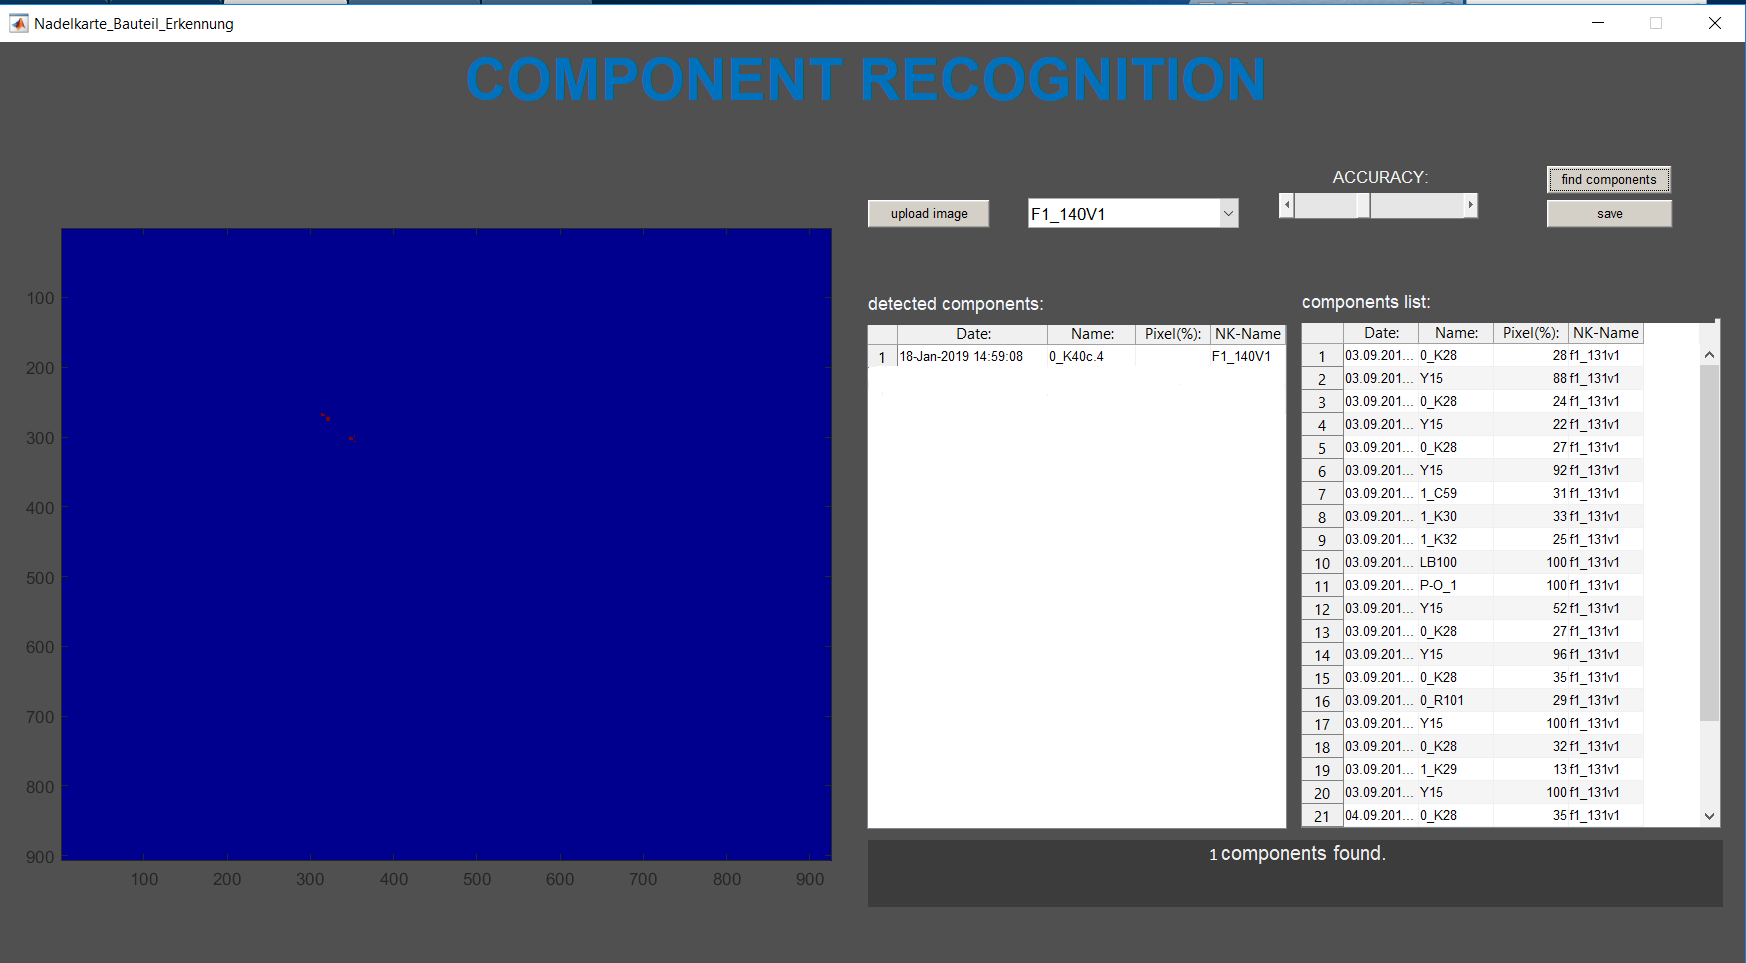 Nadelkarte_Bauteil_Erkennung
COMPONENT RECOGNITION
ACCURACY:
find components
upload image
F1_140V1
save
100
200
300
400
500
600
700
800
900
100 200 300 400 500 600 700 800 900
detected components:
Date: Name: Pixel(%): NK-Name
1 18-Jan-2019 14:59:08 0_K40c.4 F1_140V1
components list:
Date: Name: Pixel(%): NK-Name
1 03.09.201... 0_K28 28 f1_131v1
2 03.09.201... Y15 88 f1_131v1
3 03.09.201... 0_K28 24 f1_131v1
4 03.09.201... Y15 22 f1_131v1
5 03.09.201... 0_K28 27 f1_131v1
6 03.09.201... Y15 92 f1_131v1
7 03.09.201... 1_C59 31 f1_131v1
8 03.09.201... 1_K30 33 f1_131v1
9 03.09.201... 1_K32 25 f1_131v1
10 03.09.201... LB100 100 f1_131v1
11 03.09.201... P-O_1 100 f1_131v1
12 03.09.201... Y15 52 f1_131v1
13 03.09.201... 0_K28 27 f1_131v1
14 03.09.201... Y15 96 f1_131v1
15 03.09.201... 0_K28 35 f1_131v1
16 03.09.201... 0_R101 29 f1_131v1
17 03.09.201... Y15 100 f1_131v1
18 03.09.201... 0_K28 32 f1_131v1
19 03.09.201... 1_K29 13 f1_131v1
20 03.09.201... Y15 100 f1_131v1
21 04.09.201... 0_K28 35 f1_131v1
1 components found.